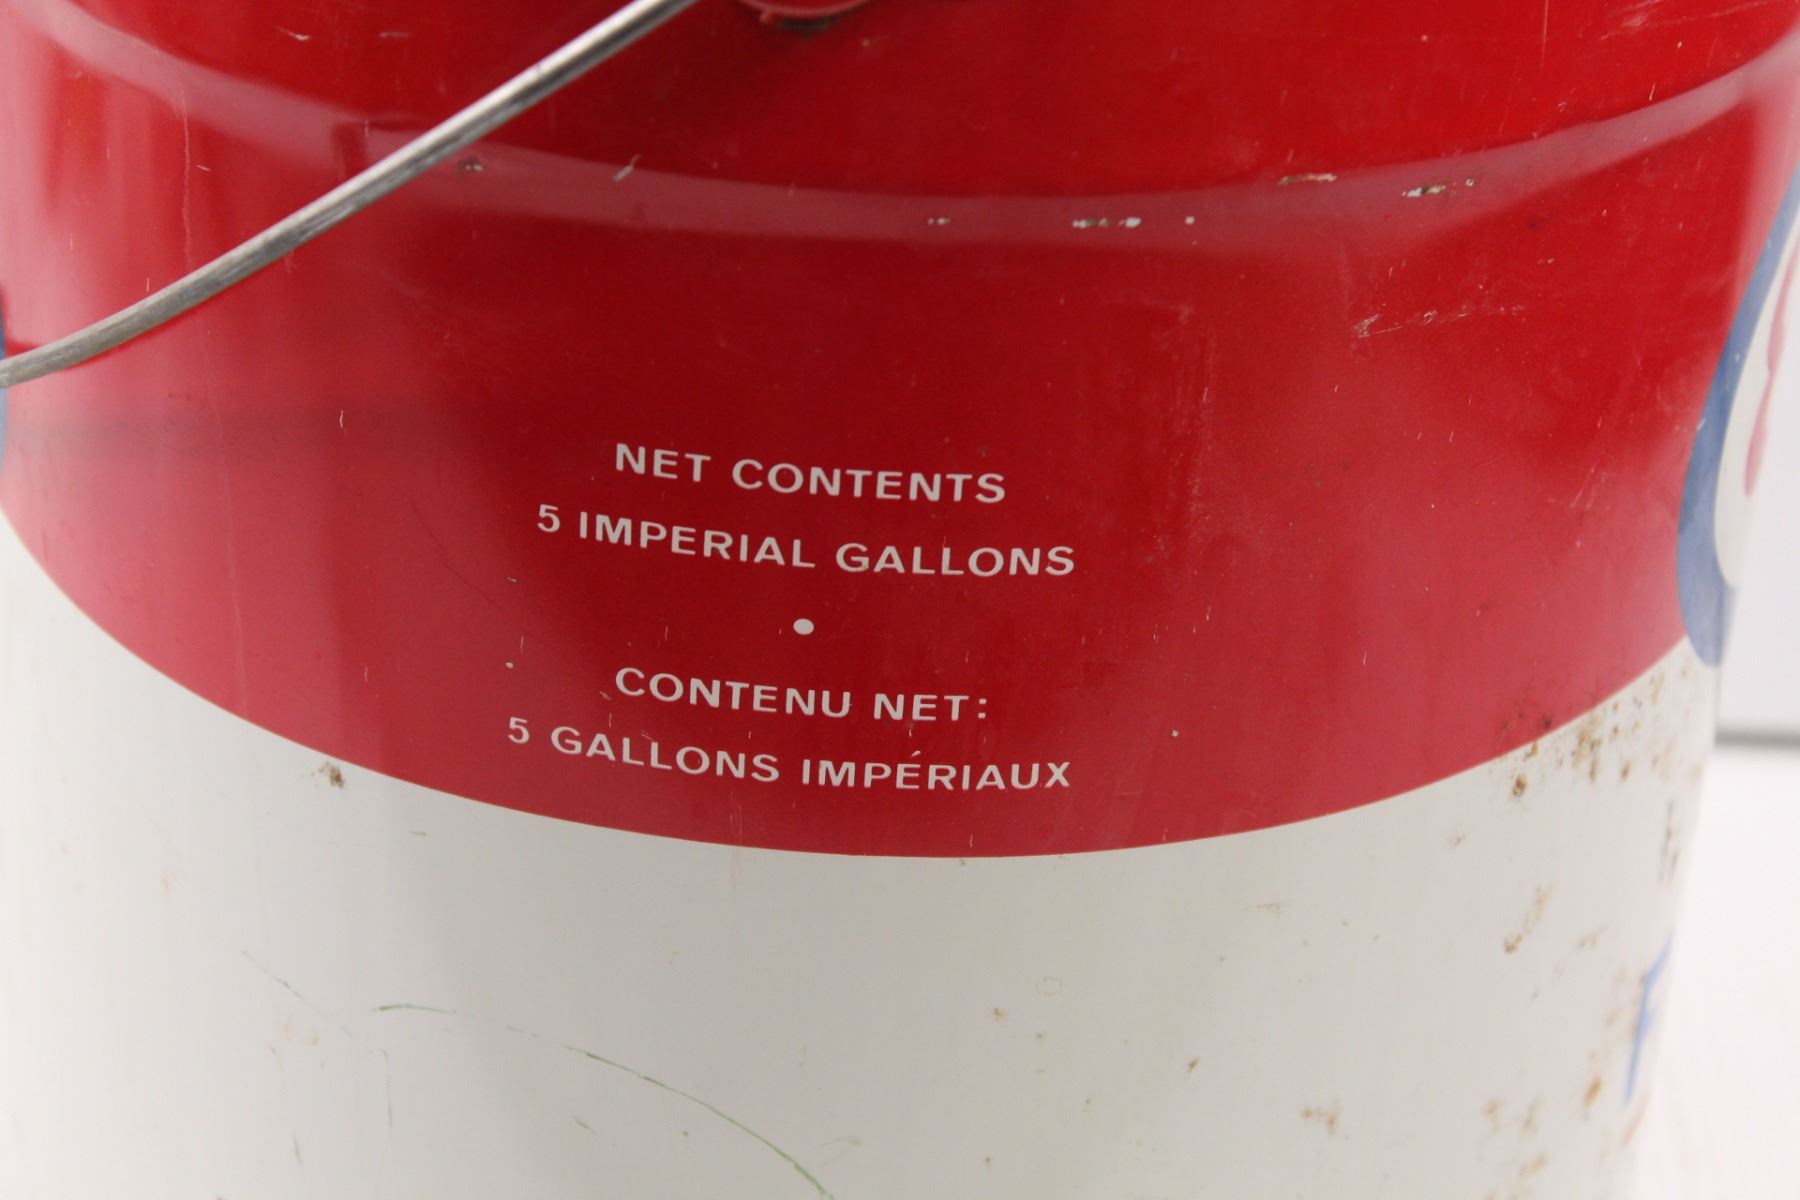 NET CONTENTS
5 IMPERIAL GALLONS
•
CONTENU NET:
5 GALLONS IMPÉRIAUX